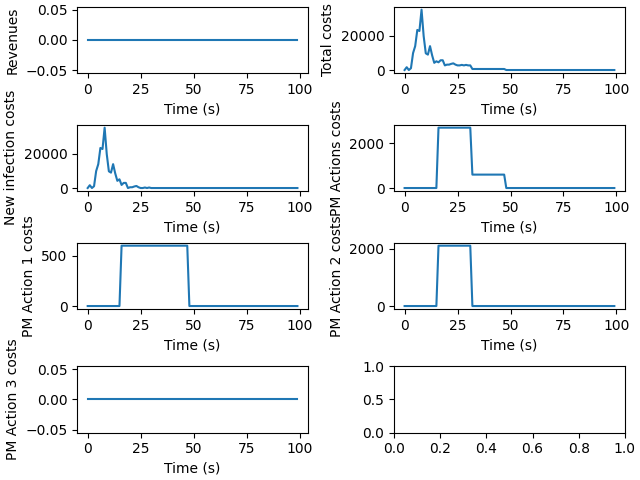 Revenues
0.05
0.00
−0.05
0 25 50 75 100
Time (s)
Total costs
20000
0
0 25 50 75 100
Time (s)
New infection costs
20000
0
0 25 50 75 100
Time (s)
PM Actions costs
2000
0
0 25 50 75 100
Time (s)
PM Action 1 costs
500
0
0 25 50 75 100
Time (s)
PM Action 2 costs
2000
0
0 25 50 75 100
Time (s)
PM Action 3 costs
0.05
0.00
−0.05
0 25 50 75 100
Time (s)
1.0
0.5
0.0
0.0 0.2 0.4 0.6 0.8 1.0